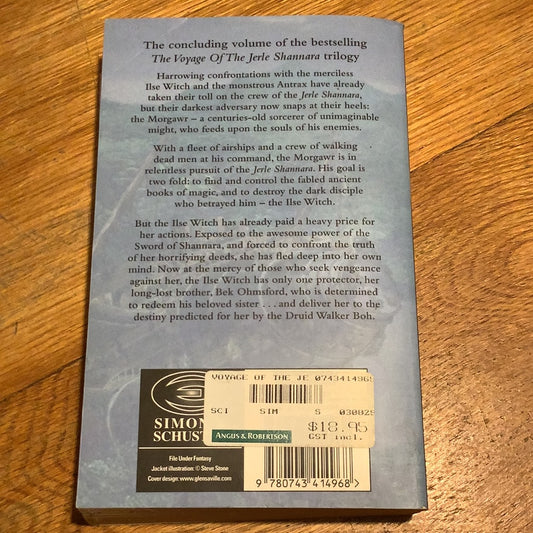 The concluding volume of the bestselling
The Voyage Of The Jerle Shannara trilogy
Harrowing confrontations with the merciless
Ilse Witch and the monstrous Antrax have already
taken their toll on the crew of the Jerle Shannara,
but their darkest adversary now snaps at their heels:
the Morgawr – a centuries-old sorcerer of unimaginable
might, who feeds upon the souls of his enemies.
With a fleet of airships and a crew of walking
dead men at his command, the Morgawr is in
relentless pursuit of the Jerle Shannara. His goal is
two fold: to find and control the fabled ancient
books of magic, and to destroy the dark disciple
who betrayed him – the Ilse Witch.
But the Ilse Witch has already paid a heavy price for
her actions. Exposed to the awesome power of the
Sword of Shannara, and forced to confront the truth
of her horrifying deeds, she has fled deep into her own
mind. Now at the mercy of those who seek vengeance
against her, the Ilse Witch has only one protector, her
long-lost brother, Bek Ohmsford, who is determined
to redeem his beloved sister . . . and deliver her to the
destiny predicted for her by the Druid Walker Boh.
VOYAGE OF THE JE 074341496
SCI SIM S 030825
$18.95
ANGUS & ROBERTSON
GST incl.
SIMON
SCHUST
File Under Fantasy
Jacket illustration: © Steve Stone
Cover design: www.glensaville.com
9 780743 414968 >